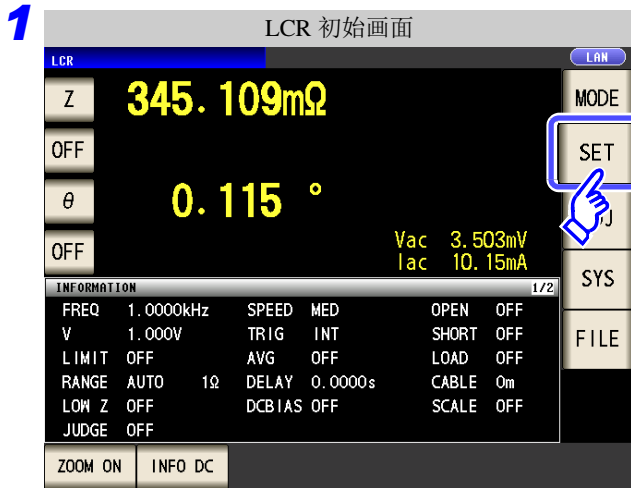 1
LCR 初始画面
LCR
LAN
Z
345.109mΩ
MODE
OFF
SET
θ
0.115 °
OFF
Vac 3.503mV
Iac 10.15mA
SYS
INFORMATION 1/2
FREQ 1.0000kHz SPEED MED OPEN OFF
V 1.000V TRIG INT SHORT OFF
FILE
LIMIT OFF AVG OFF LOAD OFF
RANGE AUTO 1Ω DELAY 0.0000s CABLE 0m
LOW Z OFF DCBIAS OFF SCALE OFF
JUDGE OFF
ZOOM ON INFO DC